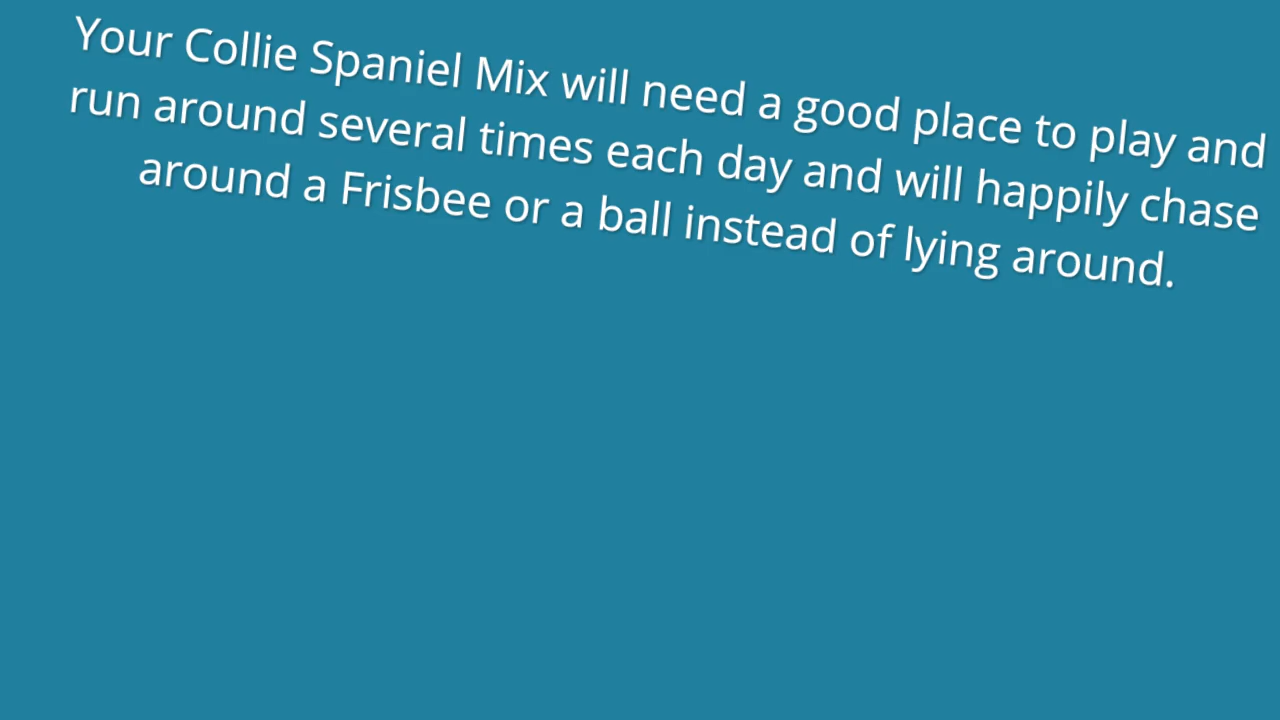 Your Collie Spaniel Mix will need a good place to play and
run around several times each day and will happily chase
around a Frisbee or a ball instead of lying around.